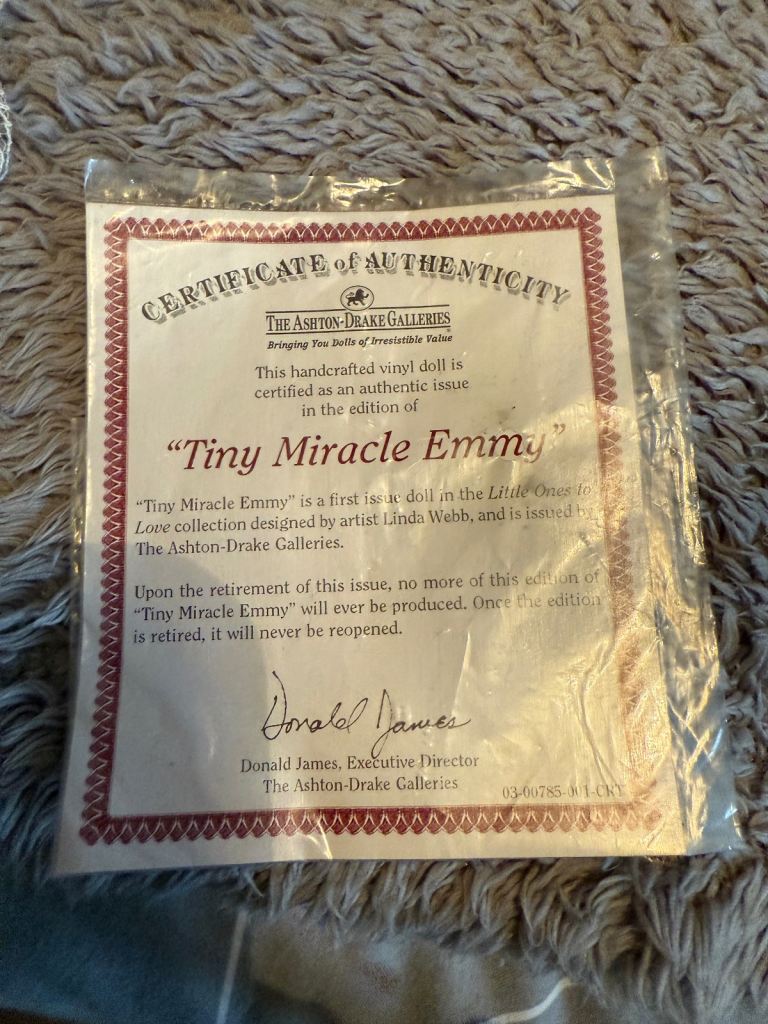 CERTIFICATE of AUTHENTICITY
THE ASHTON-DRAKE GALLERIES
Bringing You Dolls of Irresistible Value
This handcrafted vinyl doll is
certified as an authentic issue
in the edition of
"Tiny Miracle Emmy"
"Tiny Miracle Emmy" is a first issue doll in the Little Ones to
Love collection designed by artist Linda Webb, and is issued by
The Ashton-Drake Galleries.
Upon the retirement of this issue, no more of this edition of
"Tiny Miracle Emmy" will ever be produced. Once the edition
is retired, it will never be reopened.
Donald James
Donald James, Executive Director
The Ashton-Drake Galleries
03-00785-001-CRT